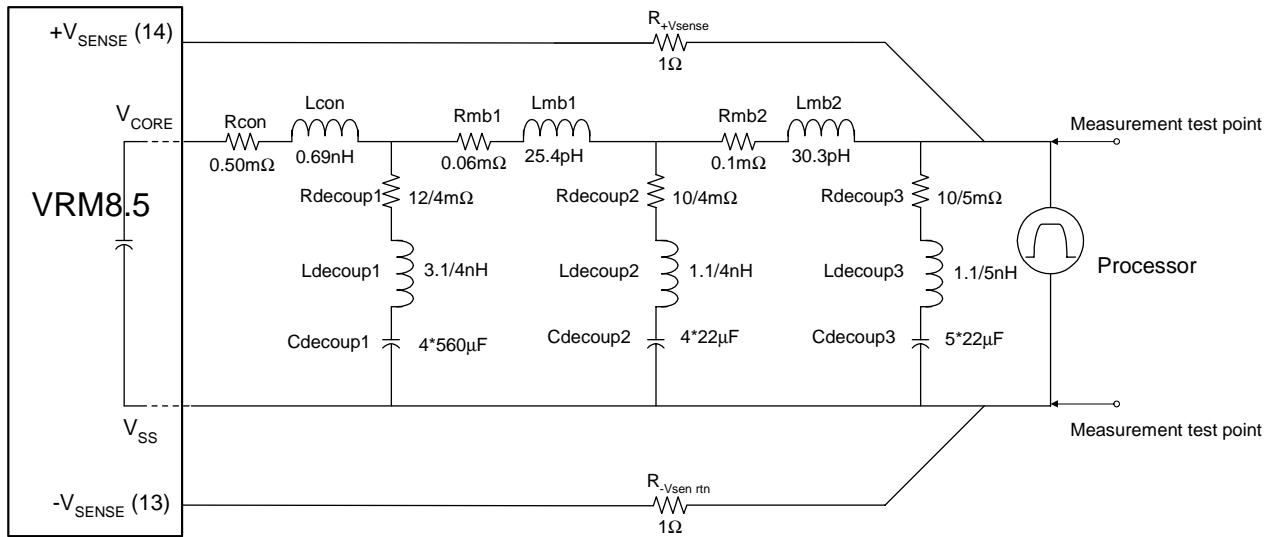 +VSENSE (14)
R+Vsense
1Ω
VCORE
Rcon
0.50mΩ
Lcon
0.69nH
Rmb1
0.06mΩ
Lmb1
25.4pH
Rmb2
0.1mΩ
Lmb2
30.3pH
Measurement test point
VRM8.5
Rdecoup1
12/4mΩ
Rdecoup2
10/4mΩ
Rdecoup3
10/5mΩ
Ldecoup1
3.1/4nH
Ldecoup2
1.1/4nH
Ldecoup3
1.1/5nH
Processor
Cdecoup1
4*560µF
Cdecoup2
4*22µF
Cdecoup3
5*22µF
VSS
Measurement test point
-VSENSE (13)
R-Vsen rtn
1Ω